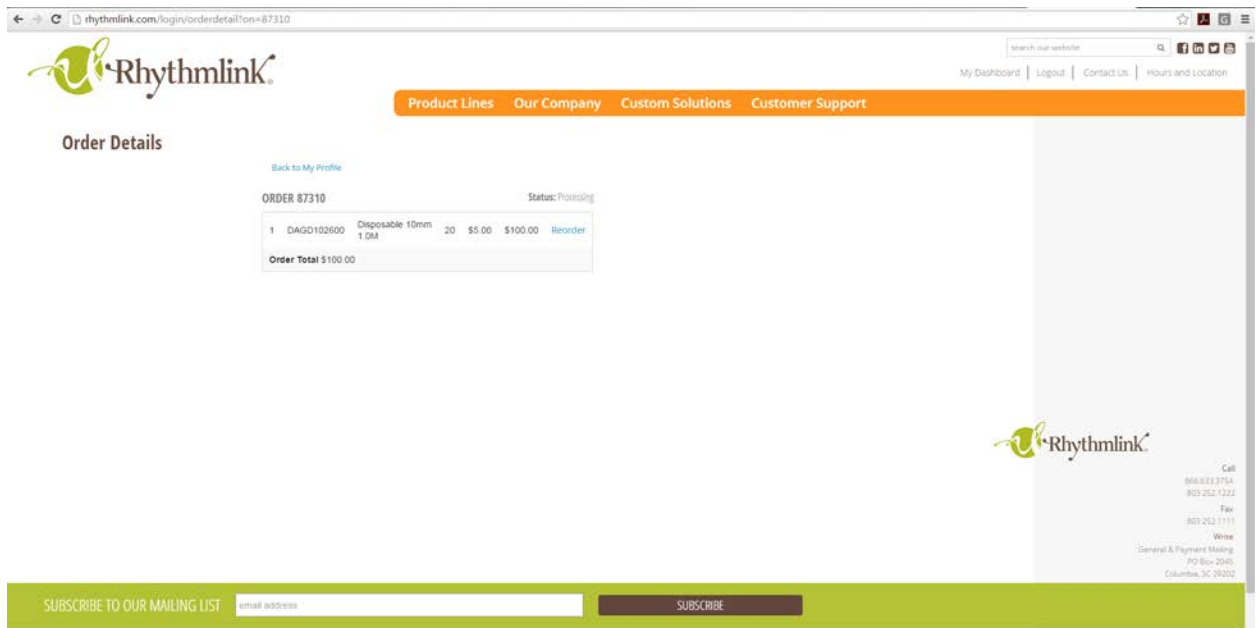 rhythmlink.com/login/orderdetail?on=87310
Rhythmlink.
search our website
My Dashboard | Logout | Contact Us | Hours and Location
Product Lines Our Company Custom Solutions Customer Support
Order Details
Back to My Profile
ORDER 87310 Status: Processing
1 DAGD102600 Disposable 10mm 20 $5.00 $100.00 Reorder
1.0M
Order Total $100.00
Rhythmlink.
Call
866.633.3754
803.252.1222
Fax
803.252.1111
Write
General & Payment Mailing
PO Box 2045
Columbia, SC 29202
SUBSCRIBE TO OUR MAILING LIST email address SUBSCRIBE